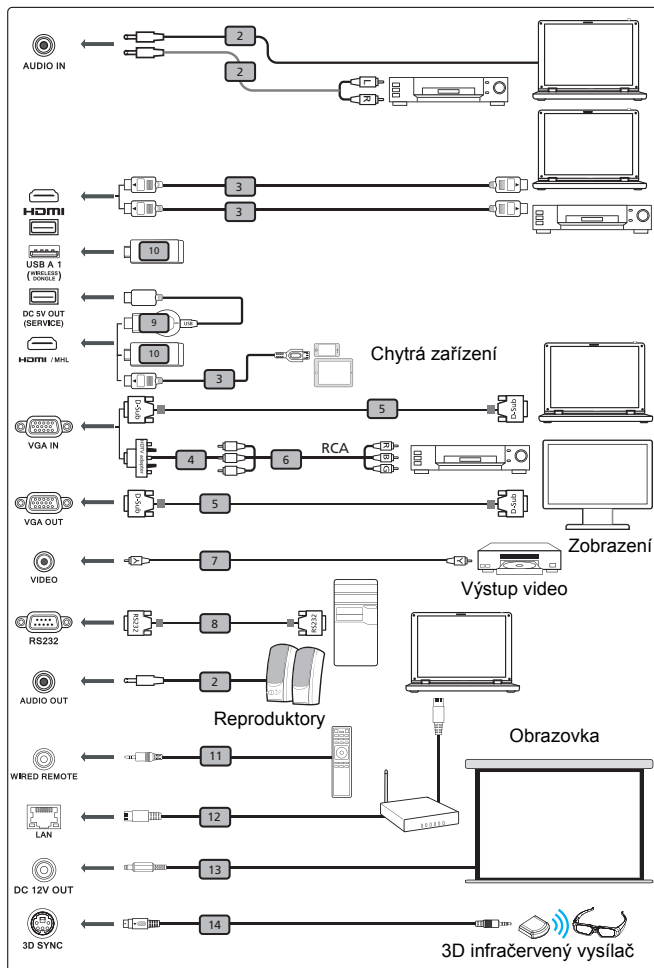 AUDIO IN
2
2
L
R
HDMI
3
3
USB A 1
(WIRELESS
DONGLE)
10
DC 5V OUT
(SERVICE)
9
USB
HDMI / MHL
10
3
Chytrá zařízení
VGA IN
D-Sub
5
D-Sub
HDTV adapter
4
6
RCA
R
B
G
VGA OUT
D-Sub
5
D-Sub
Zobrazení
VIDEO
Y
7
Y
Výstup video
RS232
RS232
8
RS232
AUDIO OUT
2
Reproduktory
Obrazovka
WIRED REMOTE
11
LAN
12
DC 12V OUT
13
3D SYNC
14
3D infračervený vysílač